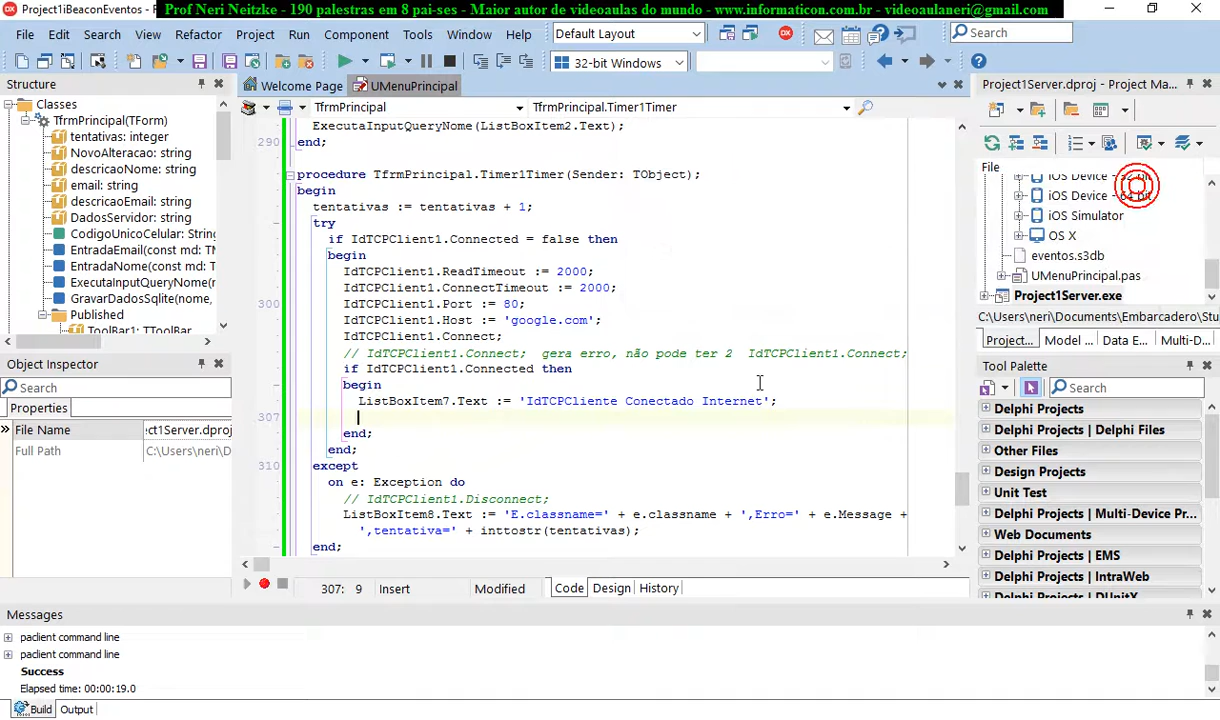 Project1iBeaconEventos - F
Prof Neri Neitzke - 190 palestras em 8 pai-ses - Maior autor de videoaulas do mundo - www.informaticon.com.br - videoaulaneri@gmail.com
File Edit Search View Refactor Project Run Component Tools Window Help
Default Layout
Search
32-bit Windows
Structure
Welcome Page
UMenuPrincipal
Project1Server.dproj - Project Ma...
Classes
TfrmPrincipal(TForm)
tentativas: integer
NovoAlteracao: string
descricaoNome: string
email: string
descricaoEmail: string
DadosServidor: string
CodigoUnicoCelular: String
EntradaEmail(const md: TM
EntradaNome(const md: TM
ExecutaInputQueryNome(n
GravarDadosSqlite(nome,
Published
ToolBar1: TToolBar
TfrmPrincipal
TfrmPrincipal.Timer1Timer
ExecutaInputQueryNome(ListBoxItem2.Text);
290 end;
procedure TfrmPrincipal.Timer1Timer(Sender: TObject);
begin
tentativas := tentativas + 1;
try
if IdTCPClient1.Connected = false then
begin
IdTCPClient1.ReadTimeout := 2000;
IdTCPClient1.ConnectTimeout := 2000;
300 IdTCPClient1.Port := 80;
IdTCPClient1.Host := 'google.com';
IdTCPClient1.Connect;
// IdTCPClient1.Connect;  gera erro, não pode ter 2  IdTCPClient1.Connect;
if IdTCPClient1.Connected then
begin
ListBoxItem7.Text := 'IdTCPCliente Conectado Internet';
307
end;
end;
310 except
on e: Exception do
// IdTCPClient1.Disconnect;
ListBoxItem8.Text := 'E.classname=' + e.classname + ',Erro=' + e.Message +
',tentativa=' + inttostr(tentativas);
end;
307: 9 Insert Modified Code Design History
File
iOS Device - 32 bit
iOS Device - 64 bit
iOS Simulator
OS X
eventos.s3db
UMenuPrincipal.pas
Project1Server.exe
C:\Users\neri\Documents\Embarcadero\Stu
Project... Model ... Data E... Multi-D...
Object Inspector
Search
Properties
File Name :ct1Server.dproj
Full Path C:\Users\neri\D
Tool Palette
Search
Delphi Projects
Delphi Projects | Delphi Files
Other Files
Design Projects
Unit Test
Delphi Projects | Multi-Device Pr...
Web Documents
Delphi Projects | EMS
Delphi Projects | IntraWeb
Delphi Projects | DUnitX
Messages
paclient command line
paclient command line
Success
Elapsed time: 00:00:19.0
Build Output